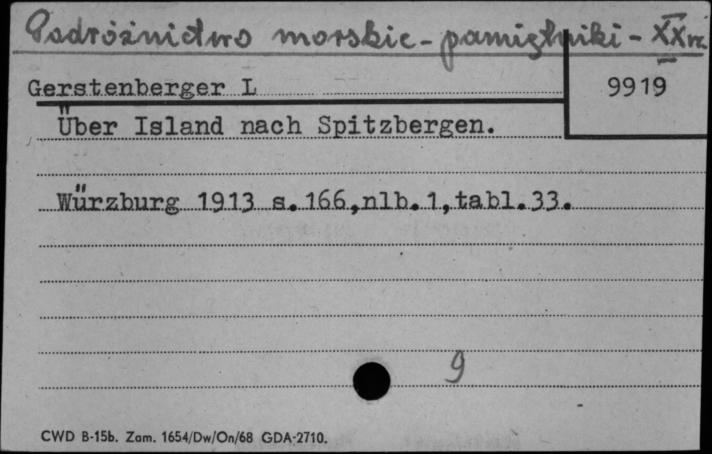 Podróżnictwo morskie - pamiętniki - XX w.
Gerstenberger L
9919
Über Island nach Spitzbergen.
Würzburg 1913 s.166,nlb.1,tabl.33.
9
CWD B-15b. Zam. 1654/Dw/On/68 GDA-2710.